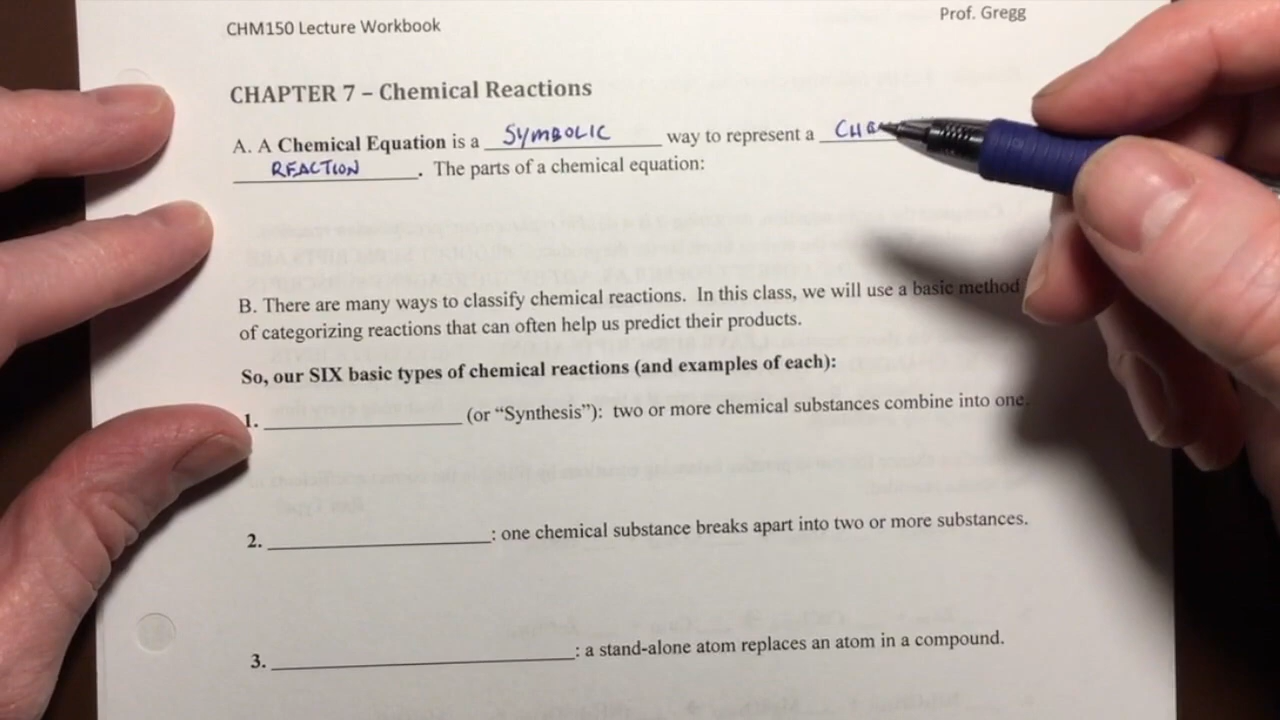 CHM150 Lecture Workbook
Prof. Gregg
CHAPTER 7 – Chemical Reactions
A. A Chemical Equation is a SYMBOLIC way to represent a
REACTION. The parts of a chemical equation:
B. There are many ways to classify chemical reactions. In this class, we will use a basic method
of categorizing reactions that can often help us predict their products.
So, our SIX basic types of chemical reactions (and examples of each):
1. ____________________ (or “Synthesis”): two or more chemical substances combine into one.
2. ______________________: one chemical substance breaks apart into two or more substances.
3. ______________________________: a stand-alone atom replaces an atom in a compound.